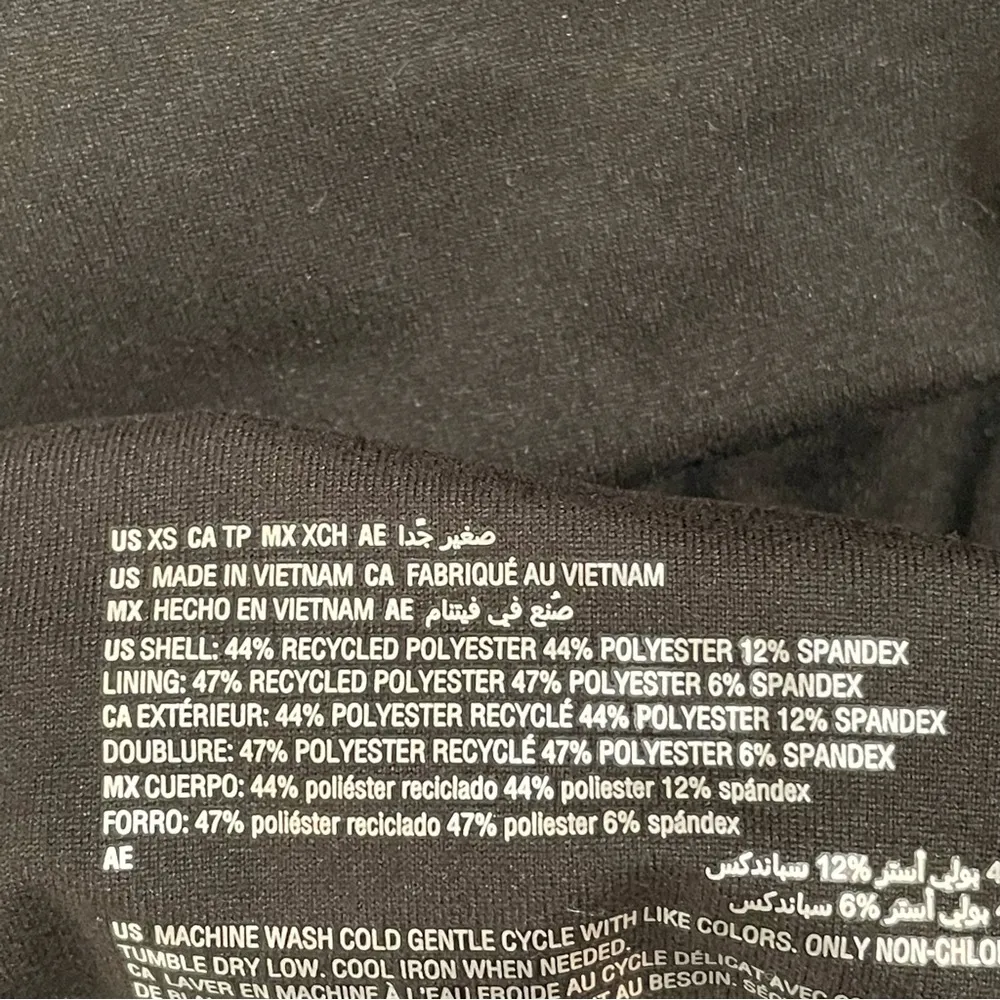 US XS CA TP MX XCH AE صغير جدًّا
US MADE IN VIETNAM CA FABRIQUÉ AU VIETNAM
MX HECHO EN VIETNAM AE صُنع في فيتنام
US SHELL: 44% RECYCLED POLYESTER 44% POLYESTER 12% SPANDEX
LINING: 47% RECYCLED POLYESTER 47% POLYESTER 6% SPANDEX
CA EXTÉRIEUR: 44% POLYESTER RECYCLÉ 44% POLYESTER 12% SPANDEX
DOUBLURE: 47% POLYESTER RECYCLÉ 47% POLYESTER 6% SPANDEX
MX CUERPO: 44% poliéster reciclado 44% poliester 12% spándex
FORRO: 47% poliéster reciclado 47% poliester 6% spándex
AE
بولي أستر 12% سباندكس
بولي أستر 6% سباندكس
US MACHINE WASH COLD GENTLE CYCLE WITH LIKE COLORS. ONLY
TUMBLE DRY LOW. COOL IRON WHEN NEEDED.
CA LAVER EN MACHINE À L'EAU FROIDE AU CYCLE DÉLICAT AVEC
AU BESOIN.